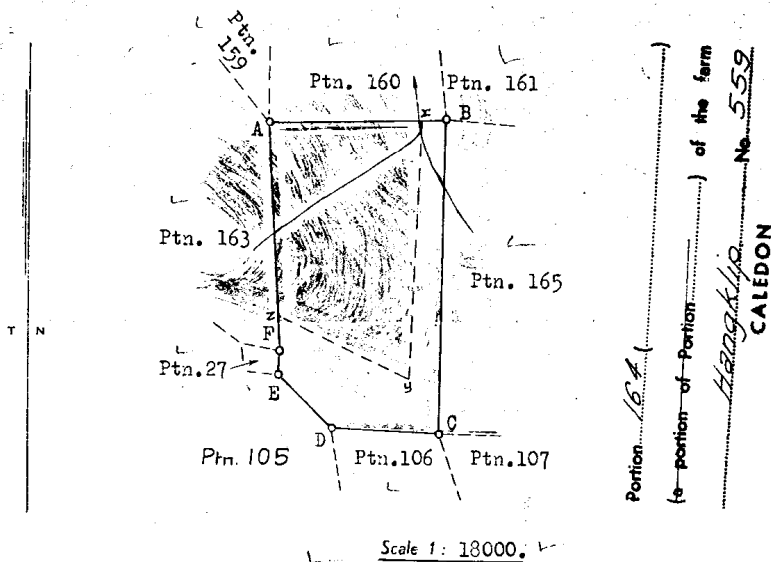 Ptn.
159
Ptn. 160
Ptn. 161
x
A
B
Ptn. 163
Ptn. 165
T N
z
F
Ptn.27
E
y
D
C
Ptn. 105
Ptn.106
Ptn.107
Scale 1: 18000.
Portion 164 ( )
(a portion of Portion ) of the farm
Hangklip No 559
CALEDON